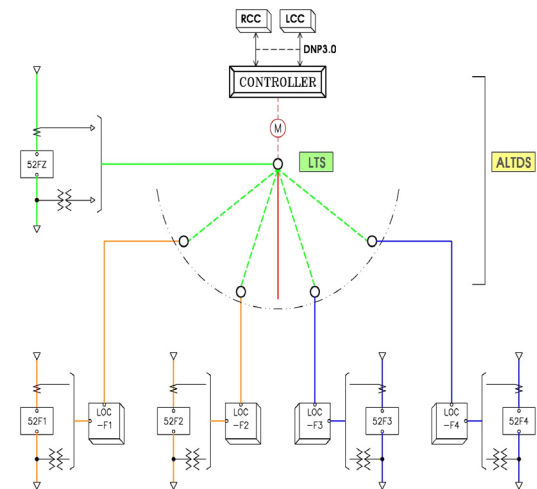 RCC
LCC
DNP3.0
CONTROLLER
M
52FZ
LTS
ALTDS
52F1
LOC
-F1
52F2
LOC
-F2
LOC
-F3
52F3
LOC
-F4
52F4